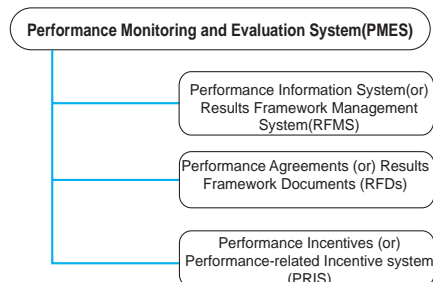 Performance Monitoring and Evaluation System(PMES)
Performance Information System(or)
Results Framework Management
System(RFMS)
Performance Agreements (or) Results
Framework Documents (RFDs)
Performance Incentives (or)
Performance-related Incentive system
(PRIS)